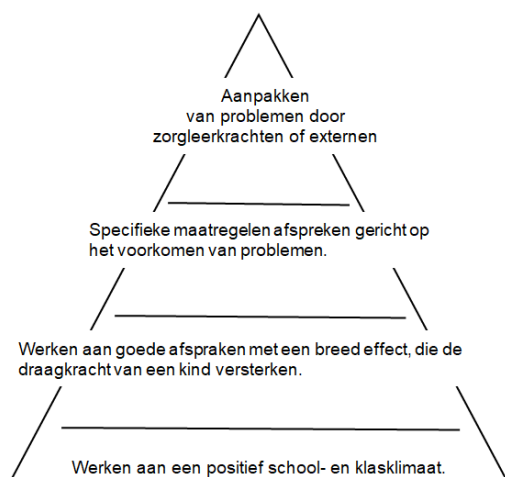 Aanpakken
van problemen door
zorgleerkrachten of externen
Specifieke maatregelen afspreken gericht op
het voorkomen van problemen.
Werken aan goede afspraken met een breed effect, die de
draagkracht van een kind versterken.
Werken aan een positief school- en klasklimaat.